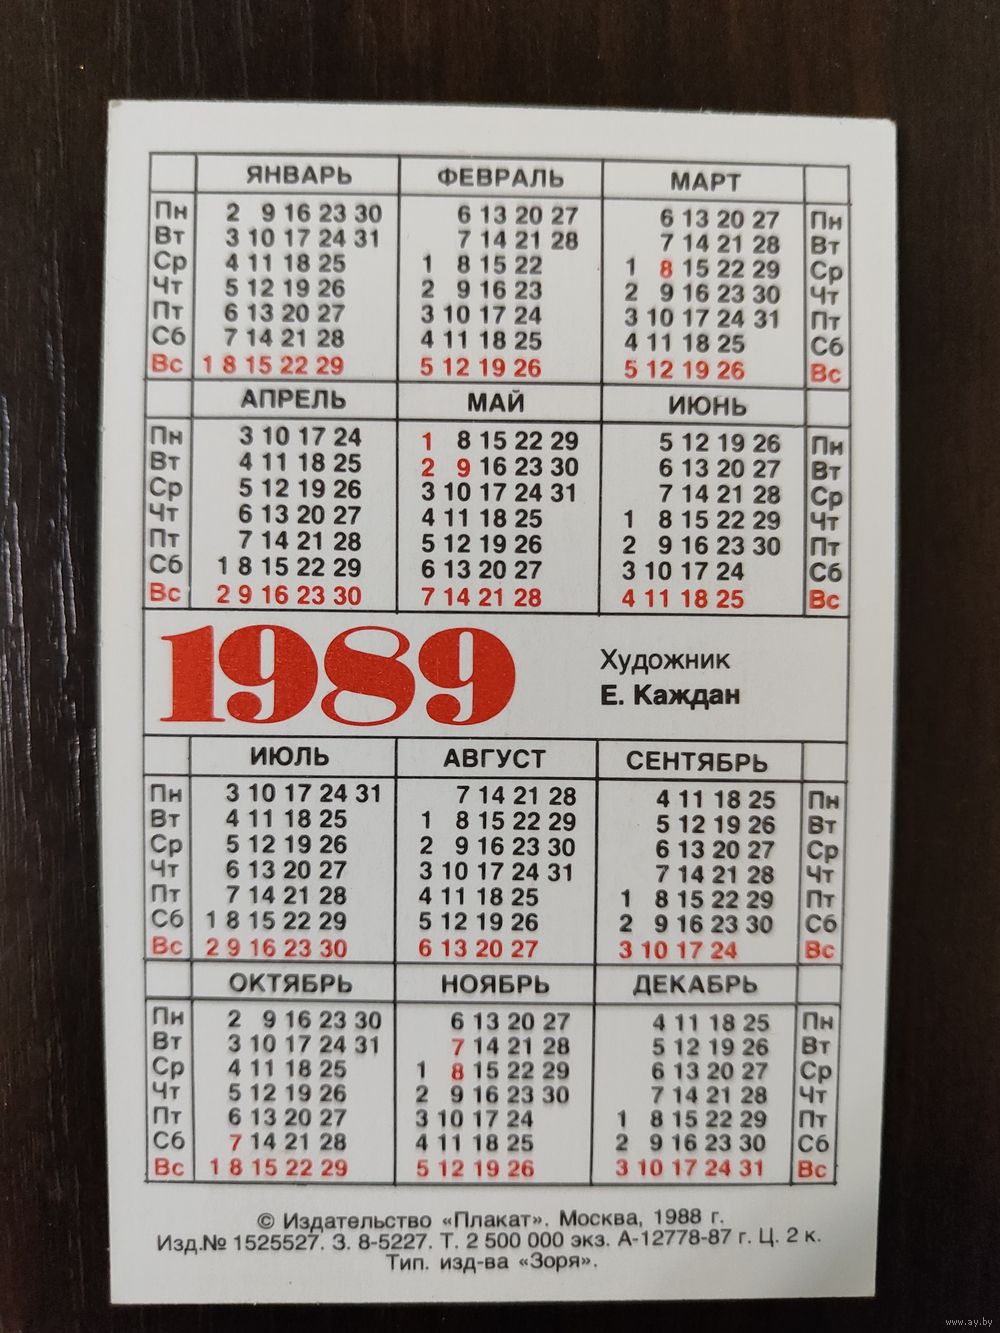 ЯНВАРЬ ФЕВРАЛЬ МАРТ
Пн 2 9 16 23 30 6 13 20 27 6 13 20 27 Пн
Вт 3 10 17 24 31 7 14 21 28 7 14 21 28 Вт
Ср 4 11 18 25 1 8 15 22 1 8 15 22 29 Ср
Чт 5 12 19 26 2 9 16 23 2 9 16 23 30 Чт
Пт 6 13 20 27 3 10 17 24 3 10 17 24 31 Пт
Сб 7 14 21 28 4 11 18 25 4 11 18 25 Сб
Вс 1 8 15 22 29 5 12 19 26 5 12 19 26 Вс
АПРЕЛЬ МАЙ ИЮНЬ
Пн 3 10 17 24 1 8 15 22 29 5 12 19 26 Пн
Вт 4 11 18 25 2 9 16 23 30 6 13 20 27 Вт
Ср 5 12 19 26 3 10 17 24 31 7 14 21 28 Ср
Чт 6 13 20 27 4 11 18 25 1 8 15 22 29 Чт
Пт 7 14 21 28 5 12 19 26 2 9 16 23 30 Пт
Сб 1 8 15 22 29 6 13 20 27 3 10 17 24 Сб
Вс 2 9 16 23 30 7 14 21 28 4 11 18 25 Вс
1989
Художник
Е. Каждан
ИЮЛЬ АВГУСТ СЕНТЯБРЬ
Пн 3 10 17 24 31 7 14 21 28 4 11 18 25 Пн
Вт 4 11 18 25 1 8 15 22 29 5 12 19 26 Вт
Ср 5 12 19 26 2 9 16 23 30 6 13 20 27 Ср
Чт 6 13 20 27 3 10 17 24 31 7 14 21 28 Чт
Пт 7 14 21 28 4 11 18 25 1 8 15 22 29 Пт
Сб 1 8 15 22 29 5 12 19 26 2 9 16 23 30 Сб
Вс 2 9 16 23 30 6 13 20 27 3 10 17 24 Вс
ОКТЯБРЬ НОЯБРЬ ДЕКАБРЬ
Пн 2 9 16 23 30 6 13 20 27 4 11 18 25 Пн
Вт 3 10 17 24 31 7 14 21 28 5 12 19 26 Вт
Ср 4 11 18 25 1 8 15 22 29 6 13 20 27 Ср
Чт 5 12 19 26 2 9 16 23 30 7 14 21 28 Чт
Пт 6 13 20 27 3 10 17 24 1 8 15 22 29 Пт
Сб 7 14 21 28 4 11 18 25 2 9 16 23 30 Сб
Вс 1 8 15 22 29 5 12 19 26 3 10 17 24 31 Вс
© Издательство «Плакат». Москва, 1988 г.
Изд.№ 1525527. З. 8-5227. Т. 2 500 000 экз. А-12778-87 г. Ц. 2 к.
Тип. изд-ва «Зоря».
www.ay.by